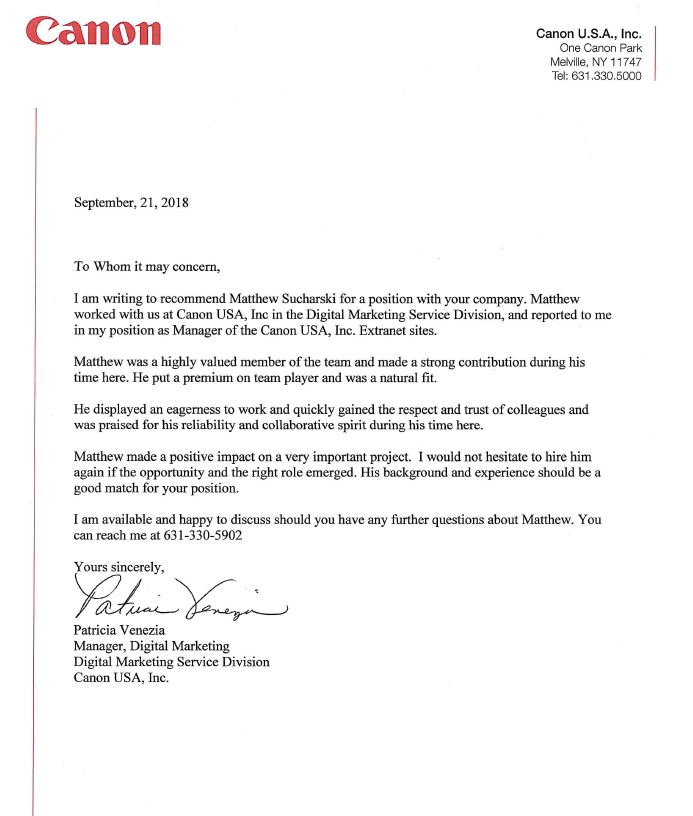 Canon
Canon U.S.A., Inc.
One Canon Park
Melville, NY 11747
Tel: 631.330.5000
September, 21, 2018
To Whom it may concern,
I am writing to recommend Matthew Sucharski for a position with your company. Matthew
worked with us at Canon USA, Inc in the Digital Marketing Service Division, and reported to me
in my position as Manager of the Canon USA, Inc. Extranet sites.
Matthew was a highly valued member of the team and made a strong contribution during his
time here. He put a premium on team player and was a natural fit.
He displayed an eagerness to work and quickly gained the respect and trust of colleagues and
was praised for his reliability and collaborative spirit during his time here.
Matthew made a positive impact on a very important project.  I would not hesitate to hire him
again if the opportunity and the right role emerged. His background and experience should be a
good match for your position.
I am available and happy to discuss should you have any further questions about Matthew. You
can reach me at 631-330-5902
Yours sincerely,
Patricia Venezia
Patricia Venezia
Manager, Digital Marketing
Digital Marketing Service Division
Canon USA, Inc.